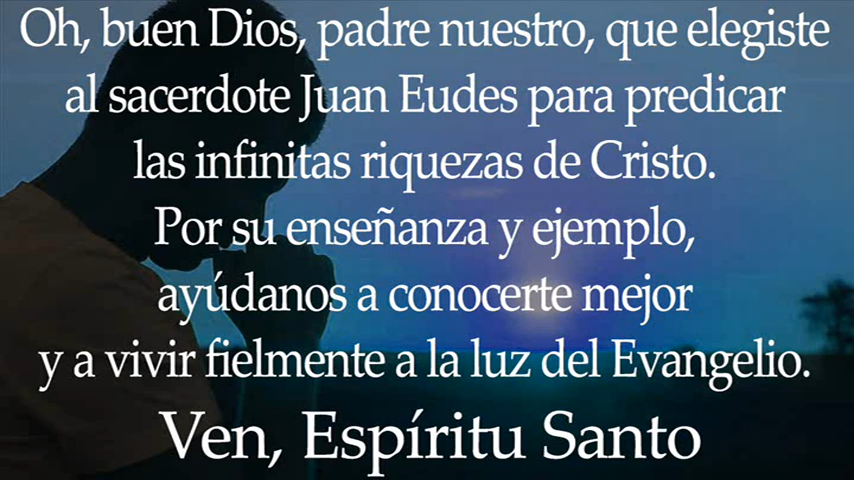 Oh, buen Dios, padre nuestro, que elegiste
al sacerdote Juan Eudes para predicar
las infinitas riquezas de Cristo.
Por su enseñanza y ejemplo,
ayúdanos a conocerte mejor
y a vivir fielmente a la luz del Evangelio.
Ven, Espíritu Santo